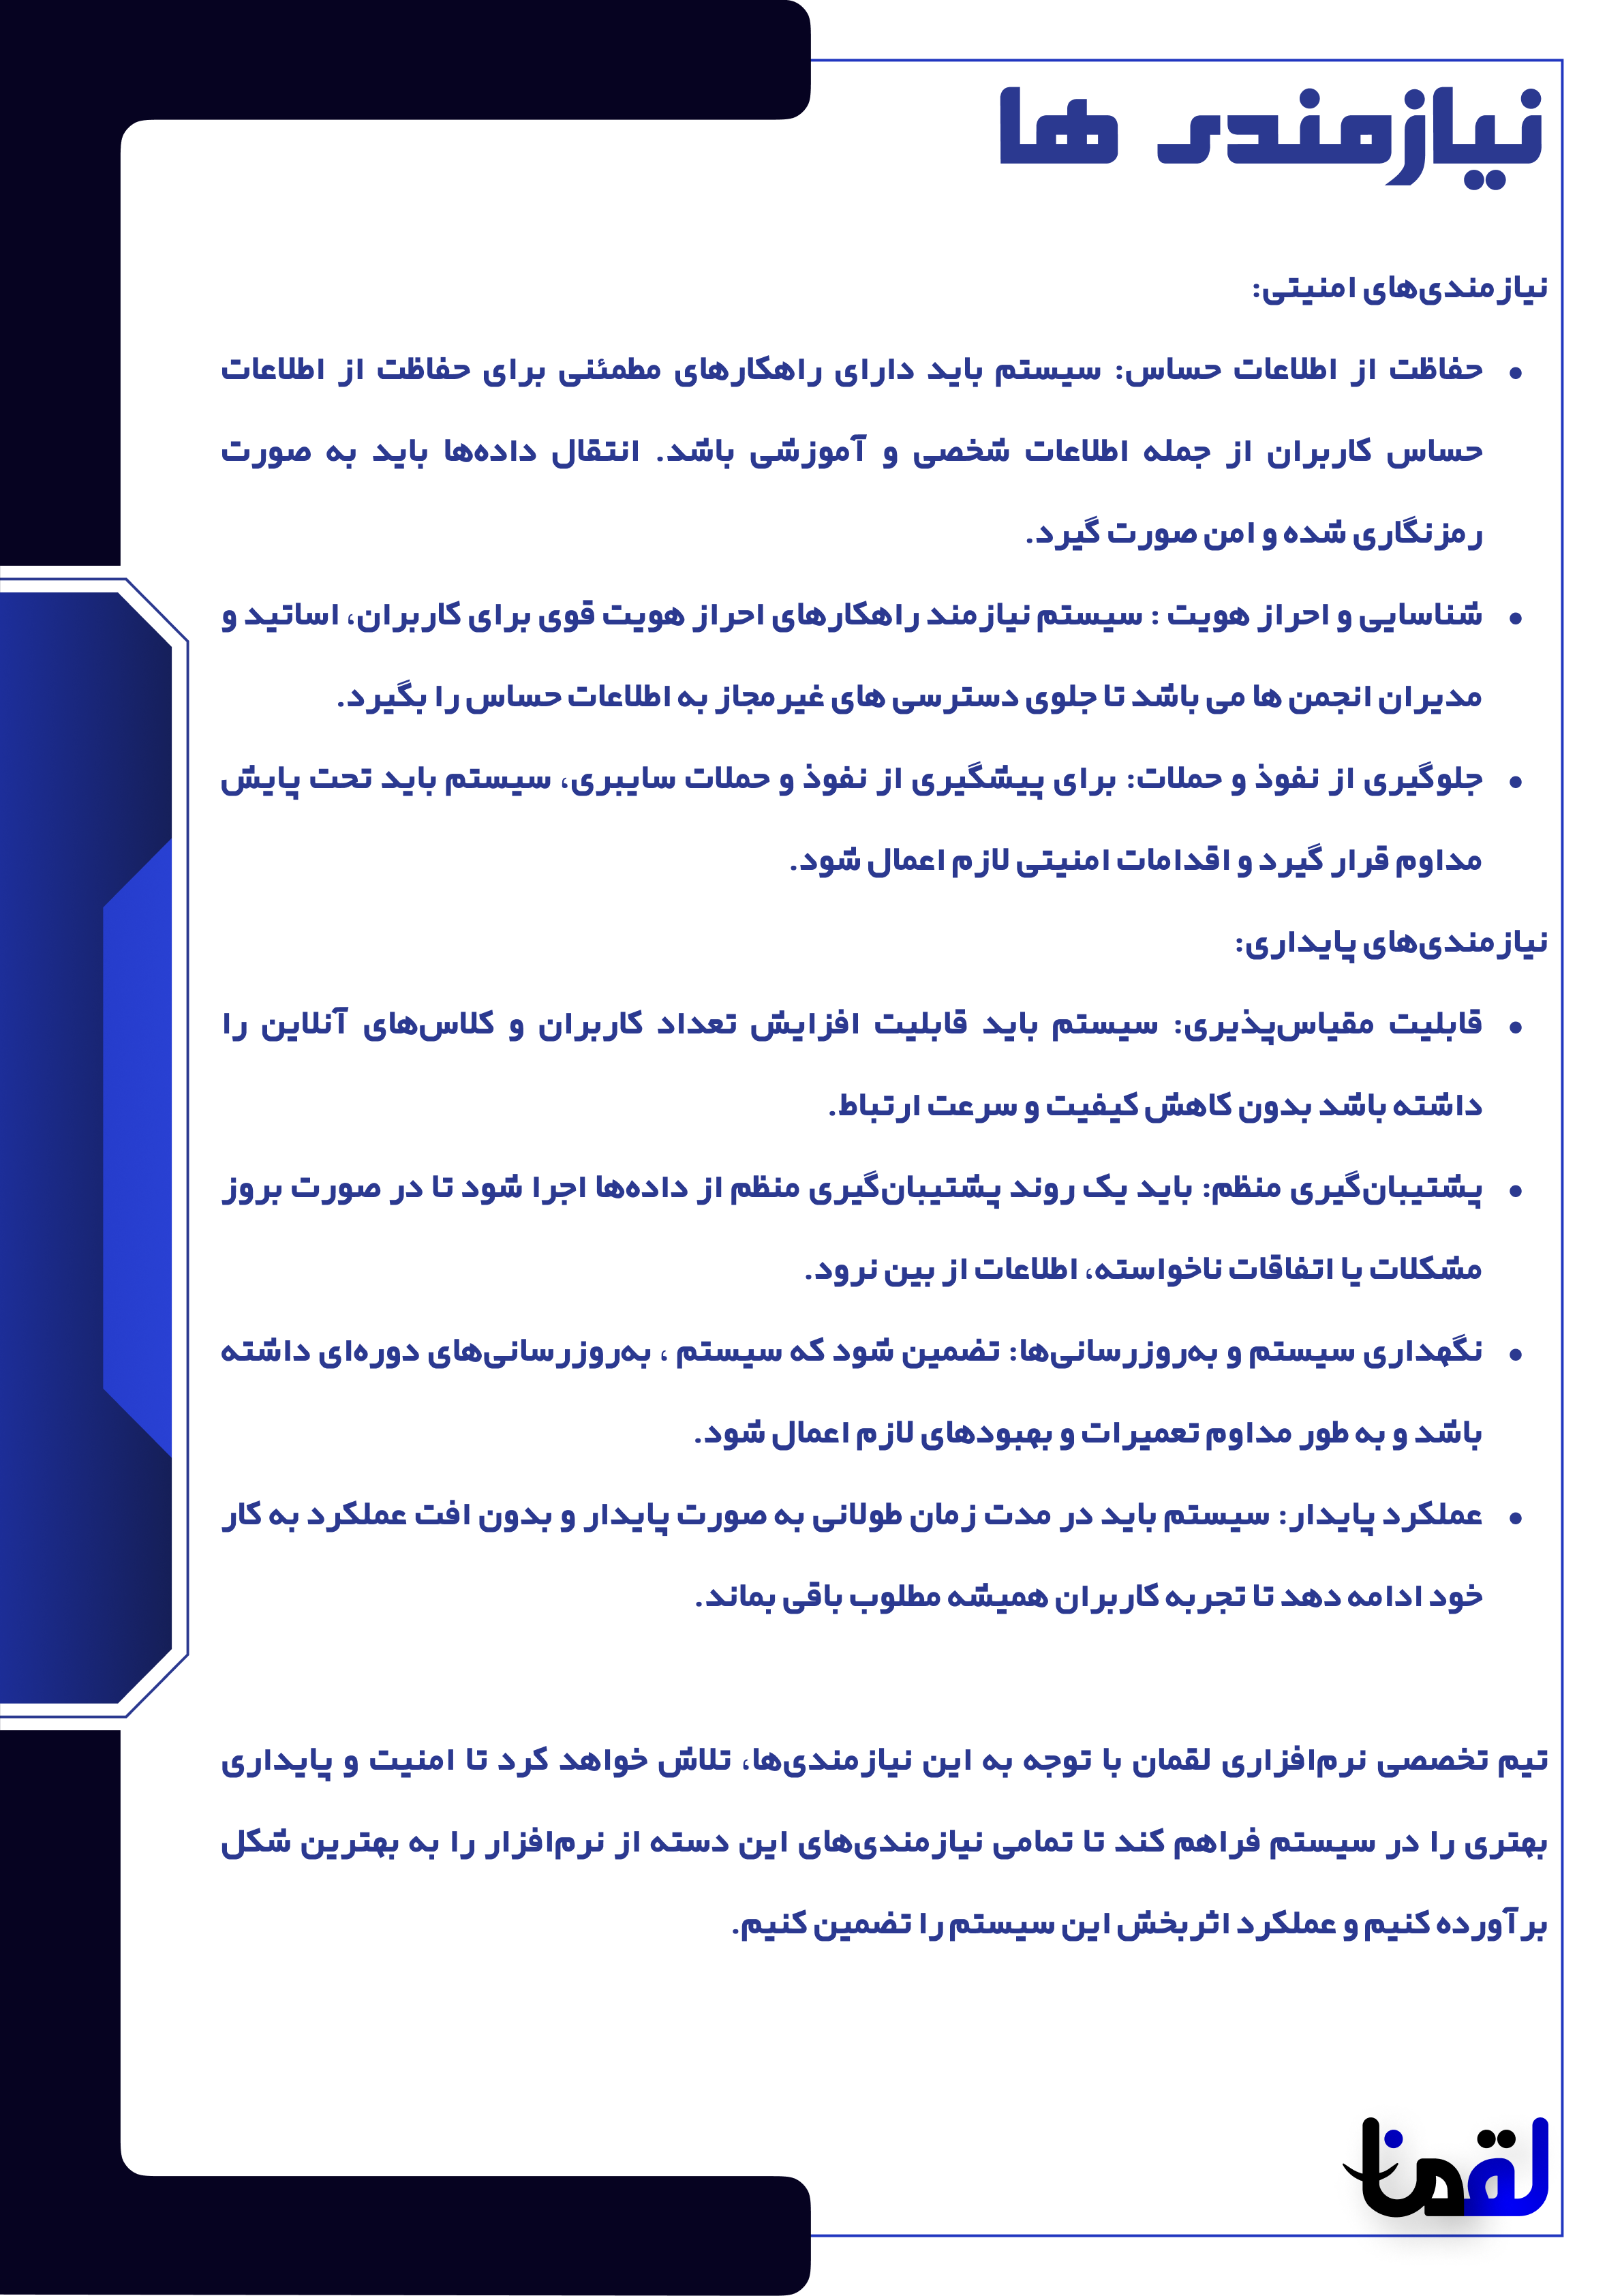 نیازمندی ها
نیازمندی‌های امنیتی:
• حفاظت از اطلاعات حساس: سیستم باید دارای راهکارهای مطمئنی برای حفاظت از اطلاعات
حساس کاربران از جمله اطلاعات شخصی و آموزشی باشد. انتقال داده‌ها باید به صورت
رمزنگاری شده و امن صورت گیرد.
• شناسایی و احراز هویت : سیستم نیازمند راهکارهای احراز هویت قوی برای کاربران، اساتید و
مدیران انجمن ها می باشد تا جلوی دسترسی های غیرمجاز به اطلاعات حساس را بگیرد.
• جلوگیری از نفوذ و حملات: برای پیشگیری از نفوذ و حملات سایبری، سیستم باید تحت پایش
مداوم قرار گیرد و اقدامات امنیتی لازم اعمال شود.
نیازمندی‌های پایداری:
• قابلیت مقیاس‌پذیری: سیستم باید قابلیت افزایش تعداد کاربران و کلاس‌های آنلاین را
داشته باشد بدون کاهش کیفیت و سرعت ارتباط.
• پشتیبان‌گیری منظم: باید یک روند پشتیبان‌گیری منظم از داده‌ها اجرا شود تا در صورت بروز
مشکلات یا اتفاقات ناخواسته، اطلاعات از بین نرود.
• نگهداری سیستم و به‌روزرسانی‌ها: تضمین شود که سیستم ، به‌روزرسانی‌های دوره‌ای داشته
باشد و به طور مداوم تعمیرات و بهبودهای لازم اعمال شود.
• عملکرد پایدار: سیستم باید در مدت زمان طولانی به صورت پایدار و بدون افت عملکرد به کار
خود ادامه دهد تا تجربه کاربران همیشه مطلوب باقی بماند.
تیم تخصصی نرم‌افزاری لقمان با توجه به این نیازمندی‌ها، تلاش خواهد کرد تا امنیت و پایداری
بهتری را در سیستم فراهم کند تا تمامی نیازمندی‌های این دسته از نرم‌افزار را به بهترین شکل
برآورده کنیم و عملکرد اثربخش این سیستم را تضمین کنیم.
لقمان